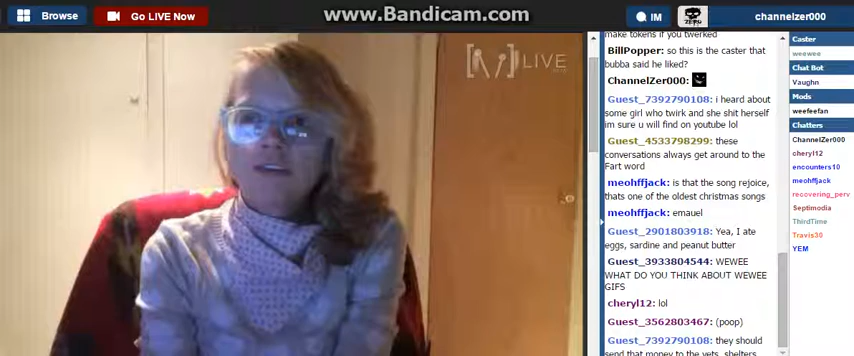 www.Bandicam.com
Browse
Go LIVE Now
IM
channelzer000
LIVE
make tokens if you twerked
BillPopper: so this is the caster that
bubba said he liked?
ChannelZer000:
Guest_7392790108: i heard about
some girl who twirk and she shit herself
im sure u will find on youtube lol
Guest_4533798299: these
conversations always get around to the
Fart word
meohffjack: is that the song rejoice,
thats one of the oldest christmas songs
meohffjack: emauel
Guest_2901803918: Yea, I ate
eggs, sardine and peanut butter
Guest_3933804544: WEWEE
WHAT DO YOU THINK ABOUT WEWEE
GIFS
cheryl12: lol
Guest_3562803467: (poop)
Guest_7392790108: they should
send that money to the vets, shelters
Caster
weewee
Chat Bot
Vaughn
Mods
weefeefan
Chatters
ChannelZer000
cheryl12
encounters10
meohffjack
recovering_perv
Septimodia
ThirdTime
Travis30
YEM